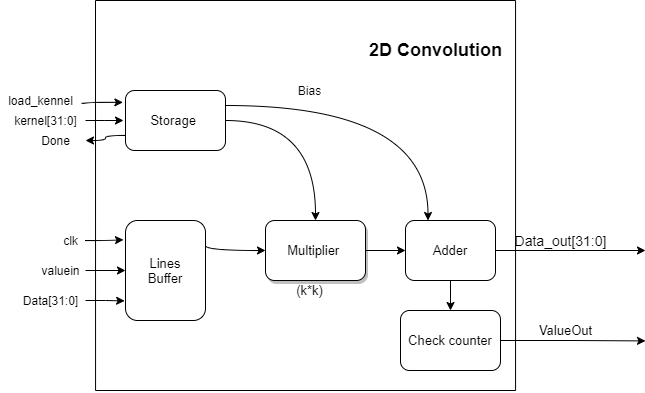 2D Convolution
load_kennel
kernel[31:0]
Done
Storage
Bias
clk
valuein
Data[31:0]
Lines
Buffer
Multiplier
(k*k)
Adder
Data_out[31:0]
Check counter
ValueOut